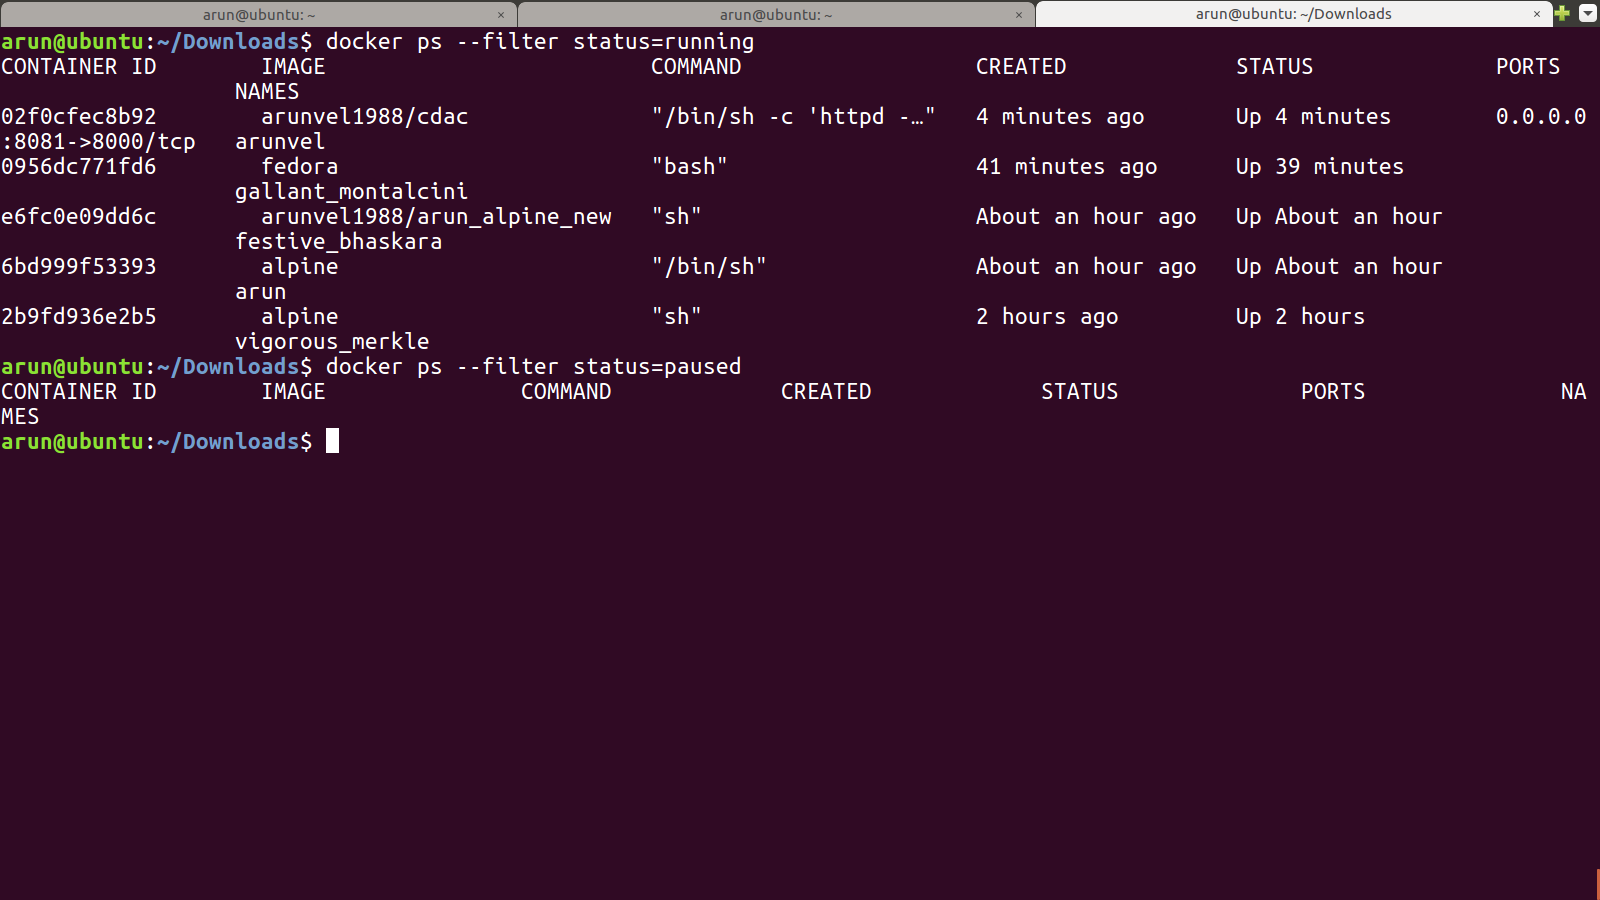 arun@ubuntu: ~ × arun@ubuntu: ~ × arun@ubuntu: ~/Downloads ×
arun@ubuntu:~/Downloads$ docker ps --filter status=running
CONTAINER ID        IMAGE                         COMMAND                  CREATED             STATUS              PORTS
                  NAMES
02f0cfec8b92        arunvel1988/cdac              "/bin/sh -c 'httpd -…"   4 minutes ago       Up 4 minutes        0.0.0.0
:8081->8000/tcp   arunvel
0956dc771fd6        fedora                        "bash"                   41 minutes ago      Up 39 minutes
                  gallant_montalcini
e6fc0e09dd6c        arunvel1988/arun_alpine_new   "sh"                     About an hour ago   Up About an hour
                  festive_bhaskara
6bd999f53393        alpine                        "/bin/sh"                About an hour ago   Up About an hour
                  arun
2b9fd936e2b5        alpine                        "sh"                     2 hours ago         Up 2 hours
                  vigorous_merkle
arun@ubuntu:~/Downloads$ docker ps --filter status=paused
CONTAINER ID        IMAGE               COMMAND             CREATED             STATUS              PORTS               NA
MES
arun@ubuntu:~/Downloads$